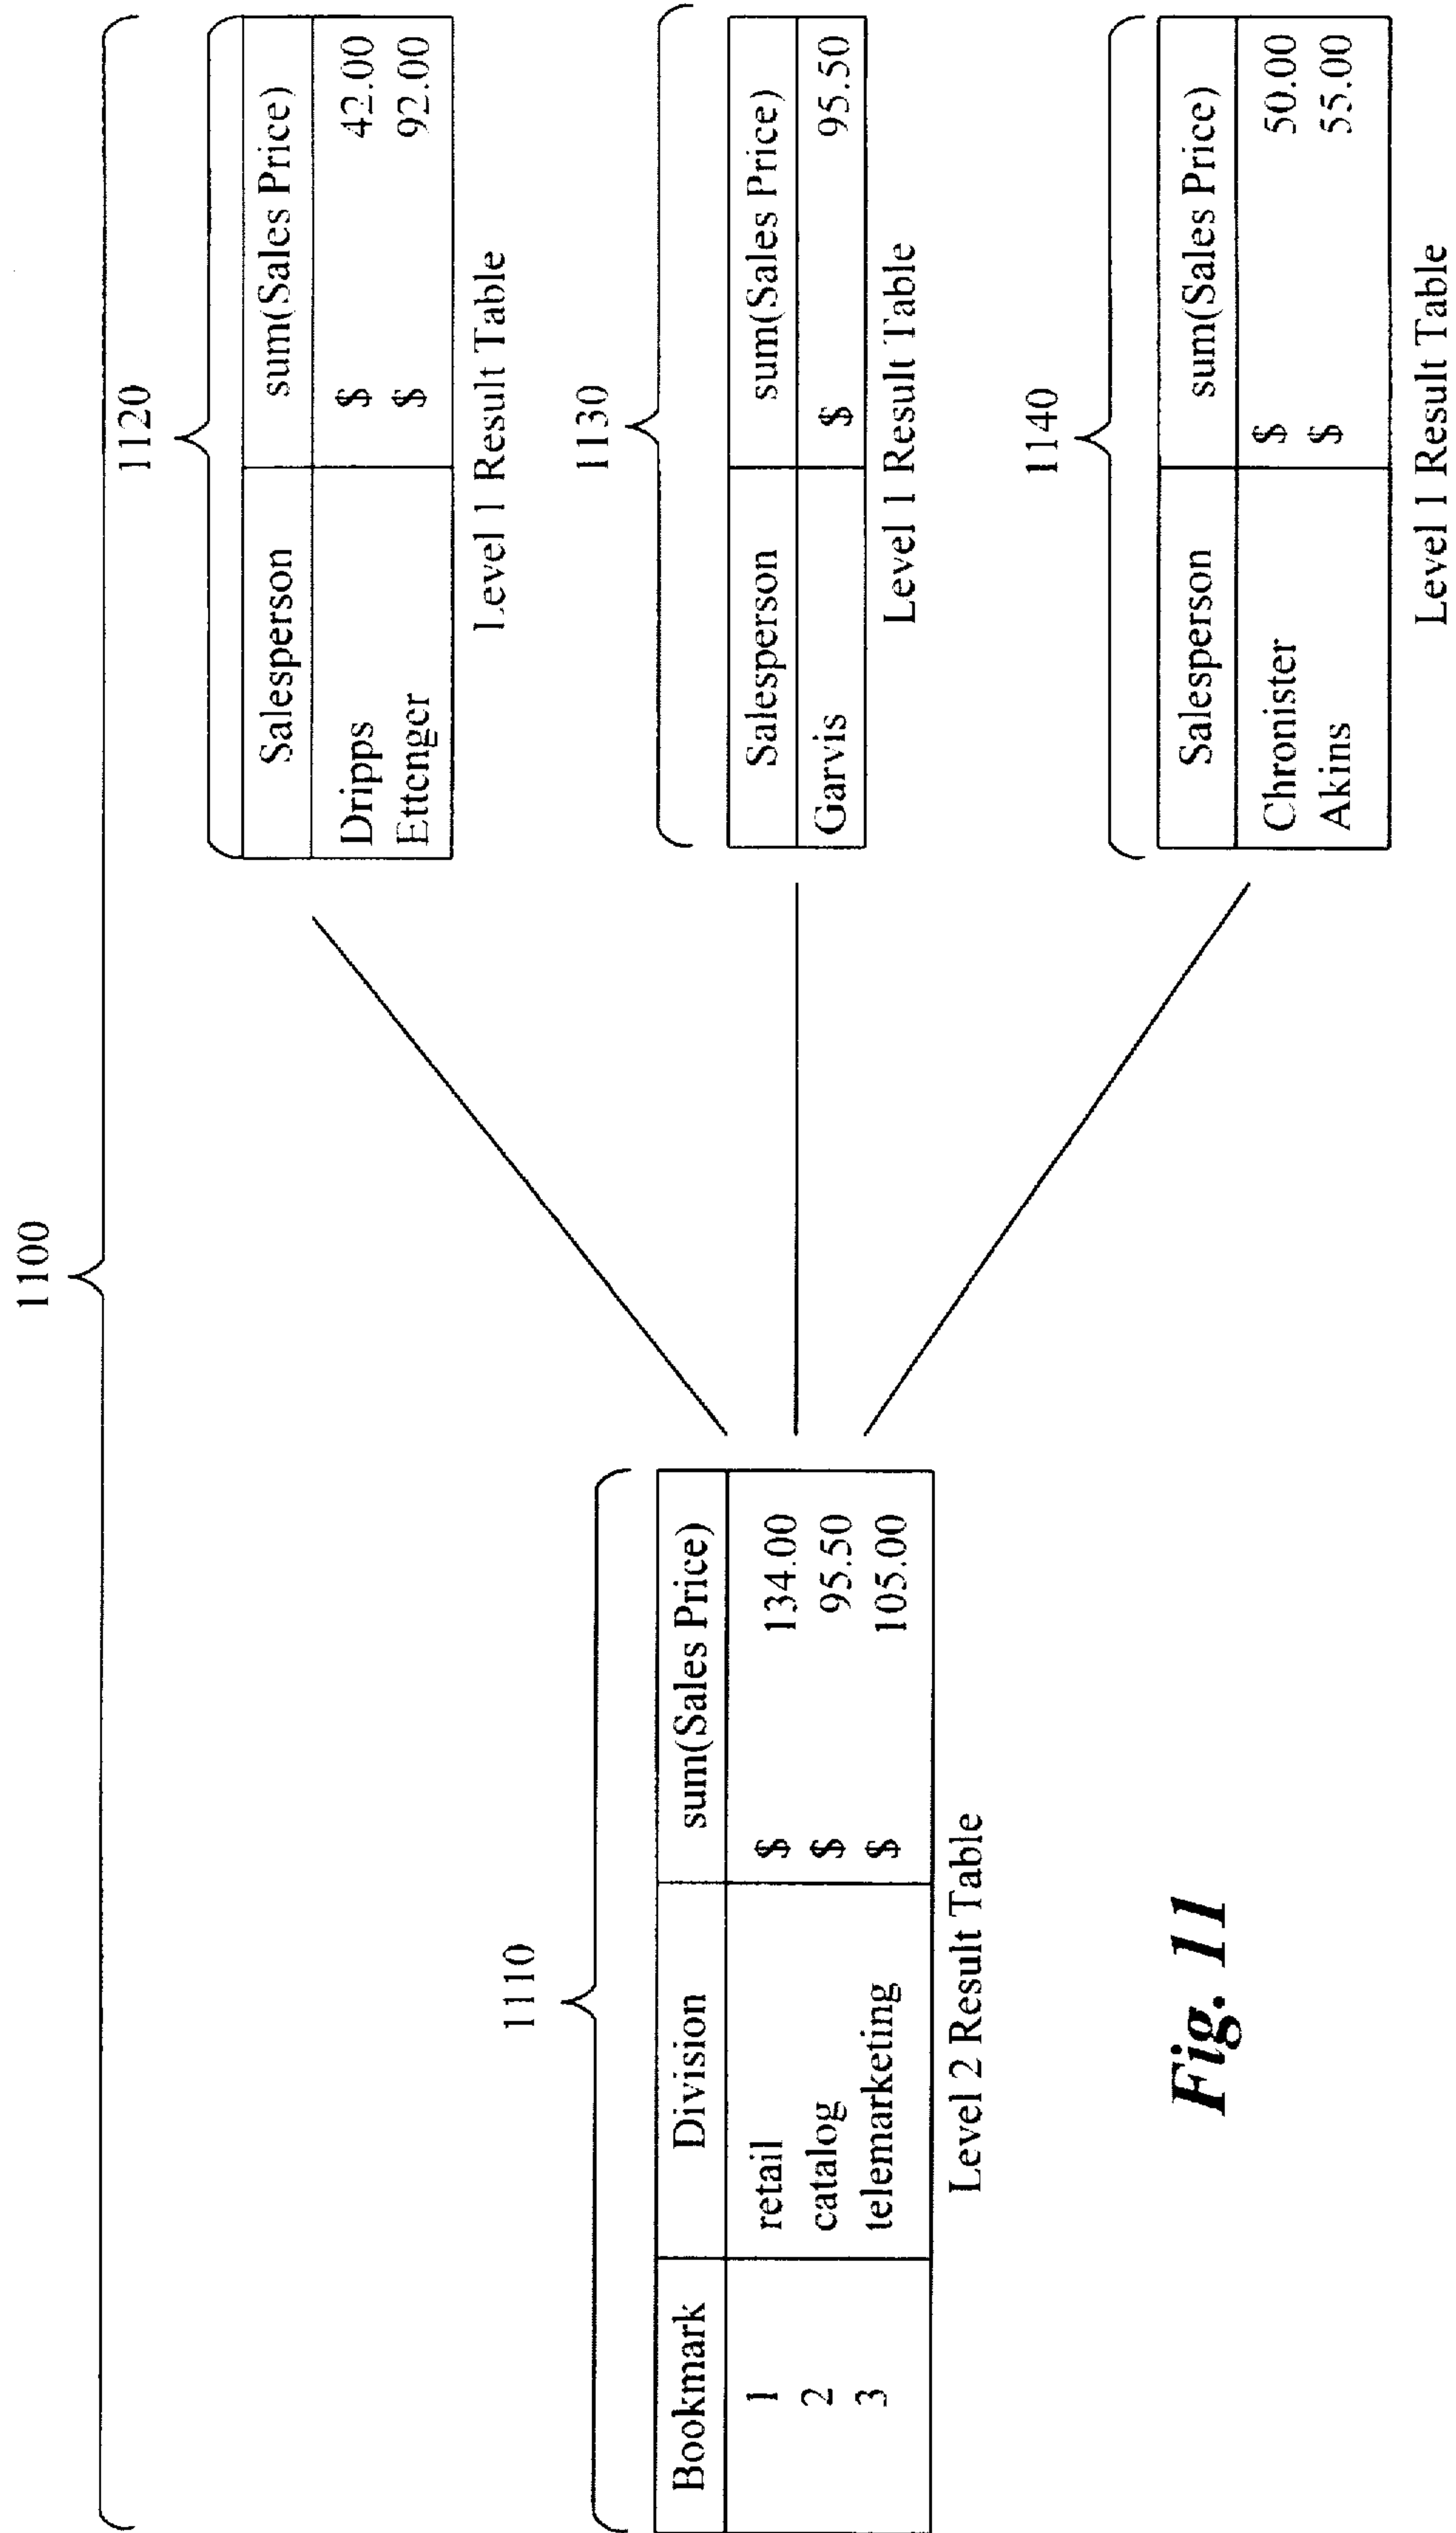 1100
1110
Bookmark Division sum(Sales Price)
1 retail $ 134.00
2 catalog $ 95.50
3 telemarketing $ 105.00
Level 2 Result Table
1120
Salesperson sum(Sales Price)
Dripps $ 42.00
Ettenger $ 92.00
Level 1 Result Table
1130
Salesperson sum(Sales Price)
Garvis $ 95.50
Level 1 Result Table
1140
Salesperson sum(Sales Price)
Chronister $ 50.00
Akins $ 55.00
Level 1 Result Table
Fig. 11